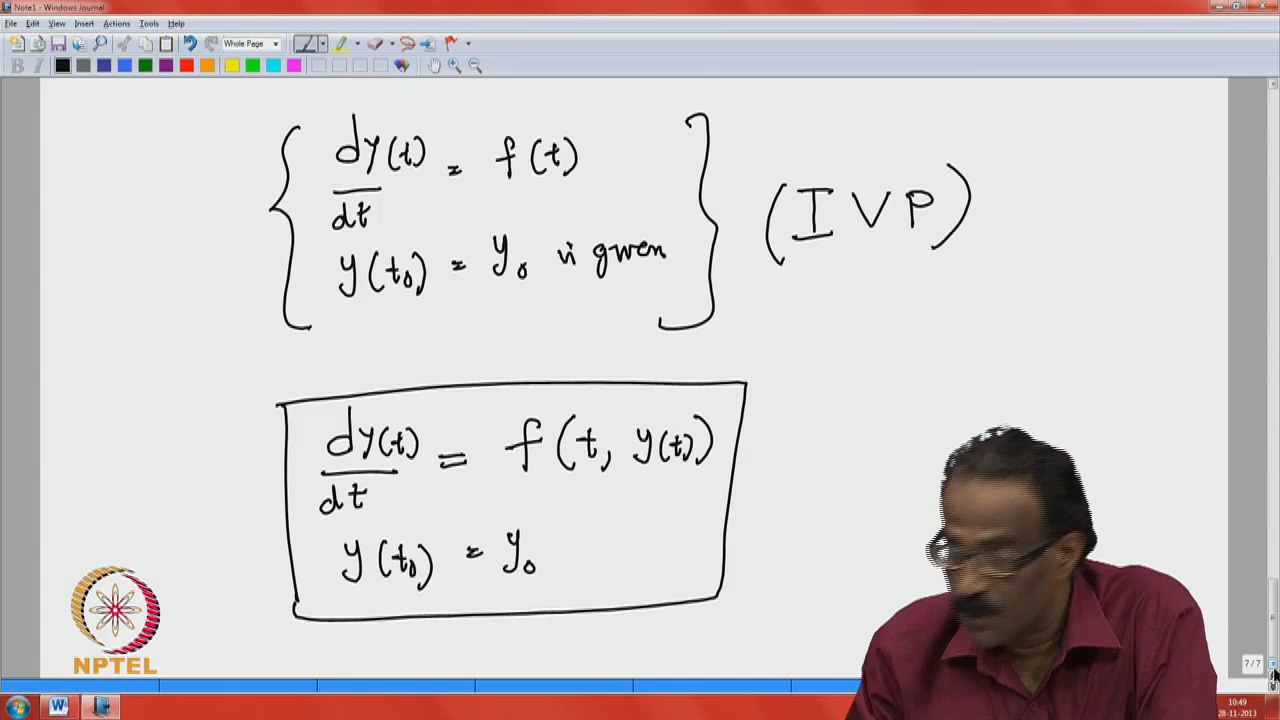 Note1 - Windows Journal
File Edit View Insert Actions Tools Help
Whole Page
B I
dy(t)/dt = f(t)
y(t₀) = y₀ is given
(IVP)
dy(t)/dt = f(t, y(t))
y(t₀) = y₀
NPTEL
7/7
10:49
28-11-2013